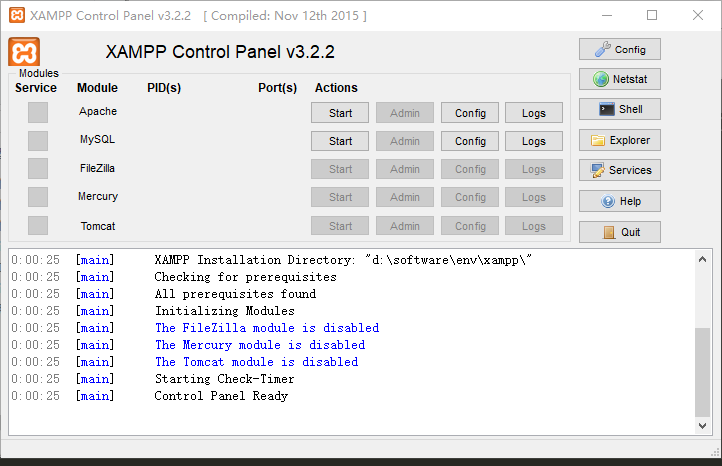 XAMPP Control Panel v3.2.2 [ Compiled: Nov 12th 2015 ]
XAMPP Control Panel v3.2.2
Config
Modules
Service Module PID(s) Port(s) Actions
Netstat
Apache Start Admin Config Logs
Shell
MySQL Start Admin Config Logs
Explorer
FileZilla Start Admin Config Logs
Services
Mercury Start Admin Config Logs
Help
Tomcat Start Admin Config Logs
Quit
0:00:25 [main] XAMPP Installation Directory: "d:\software\env\xampp\"
0:00:25 [main] Checking for prerequisites
0:00:25 [main] All prerequisites found
0:00:25 [main] Initializing Modules
0:00:25 [main] The FileZilla module is disabled
0:00:25 [main] The Mercury module is disabled
0:00:25 [main] The Tomcat module is disabled
0:00:25 [main] Starting Check-Timer
0:00:25 [main] Control Panel Ready